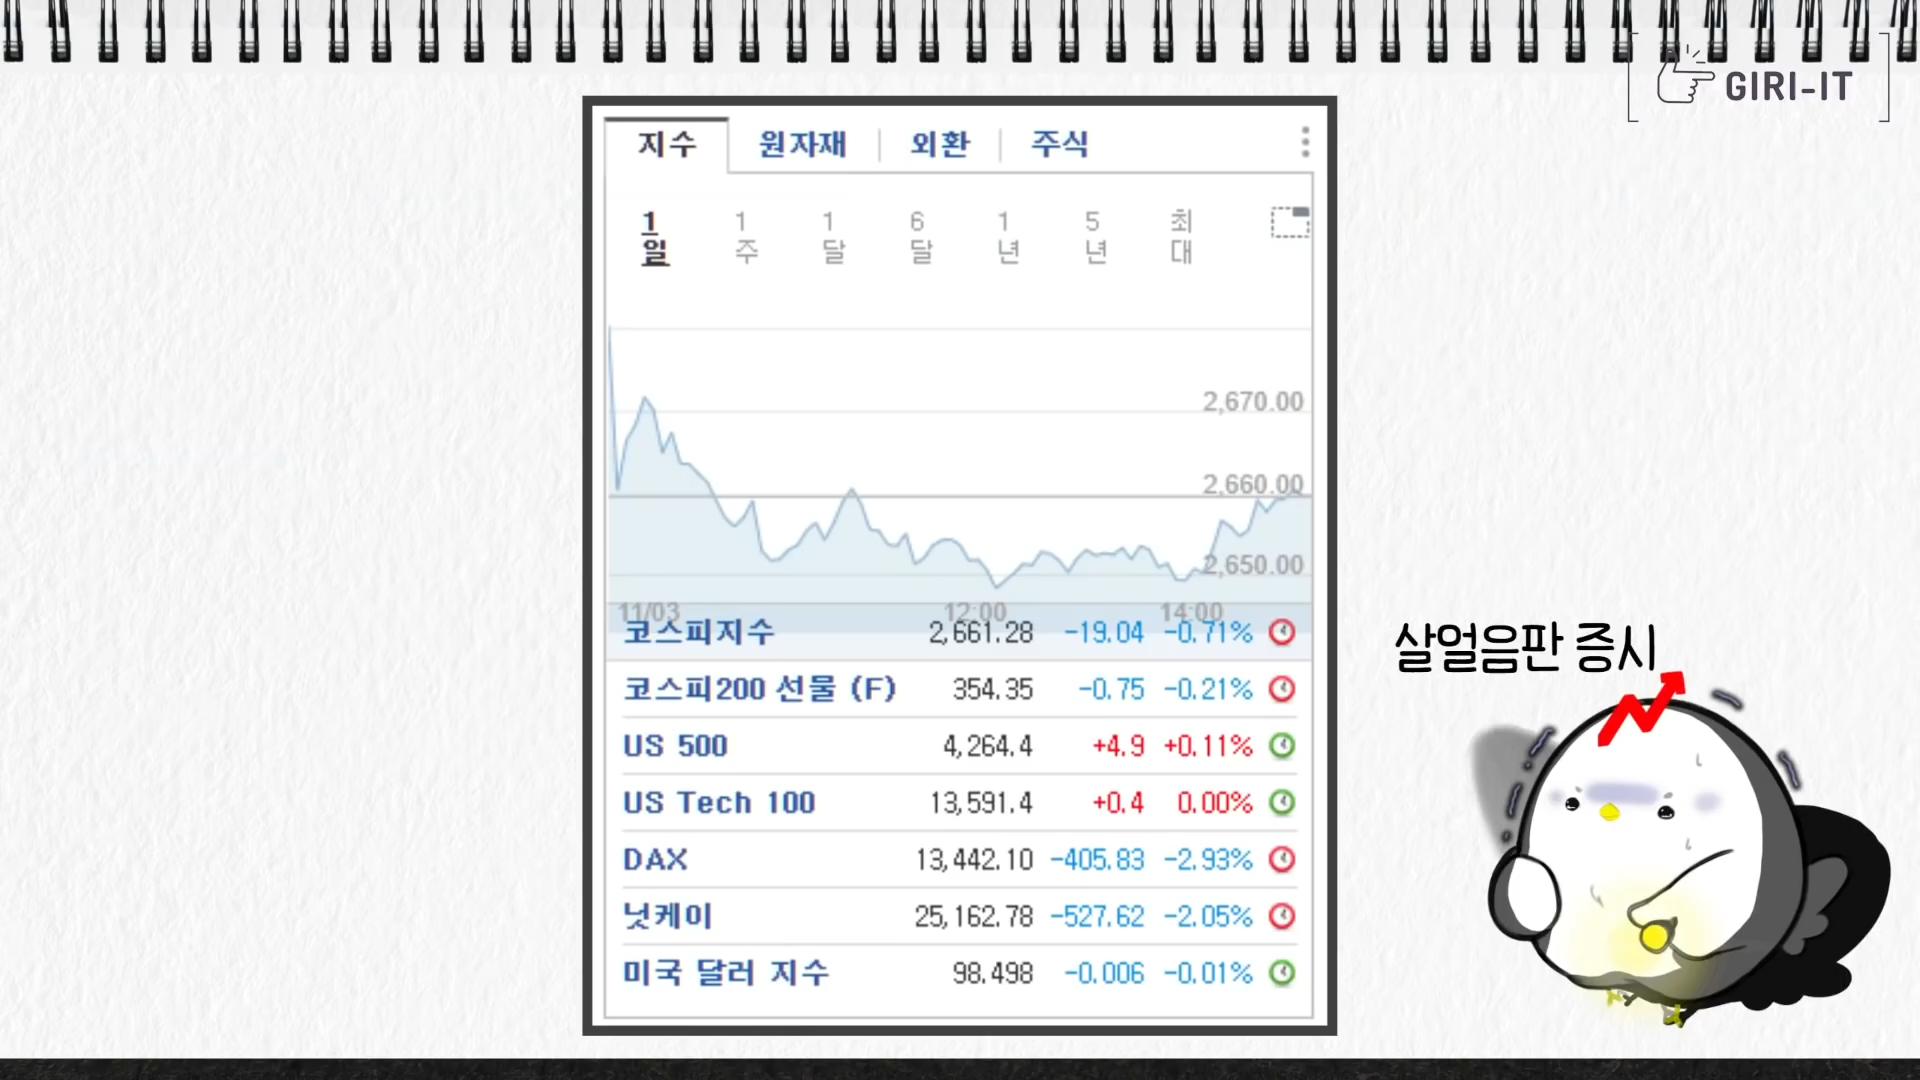 GIRI-IT
지수 원자재 외환 주식
1일 1주 1달 6달 1년 5년 최대
2,670.00
2,660.00
2,650.00
11/03 12:00 14:00
코스피지수 2,661.28 -19.04 -0.71%
코스피200 선물 (F) 354.35 -0.75 -0.21%
US 500 4,264.4 +4.9 +0.11%
US Tech 100 13,591.4 +0.4 0.00%
DAX 13,442.10 -405.83 -2.93%
닛케이 25,162.78 -527.62 -2.05%
미국 달러 지수 98.498 -0.006 -0.01%
살얼음판 증시